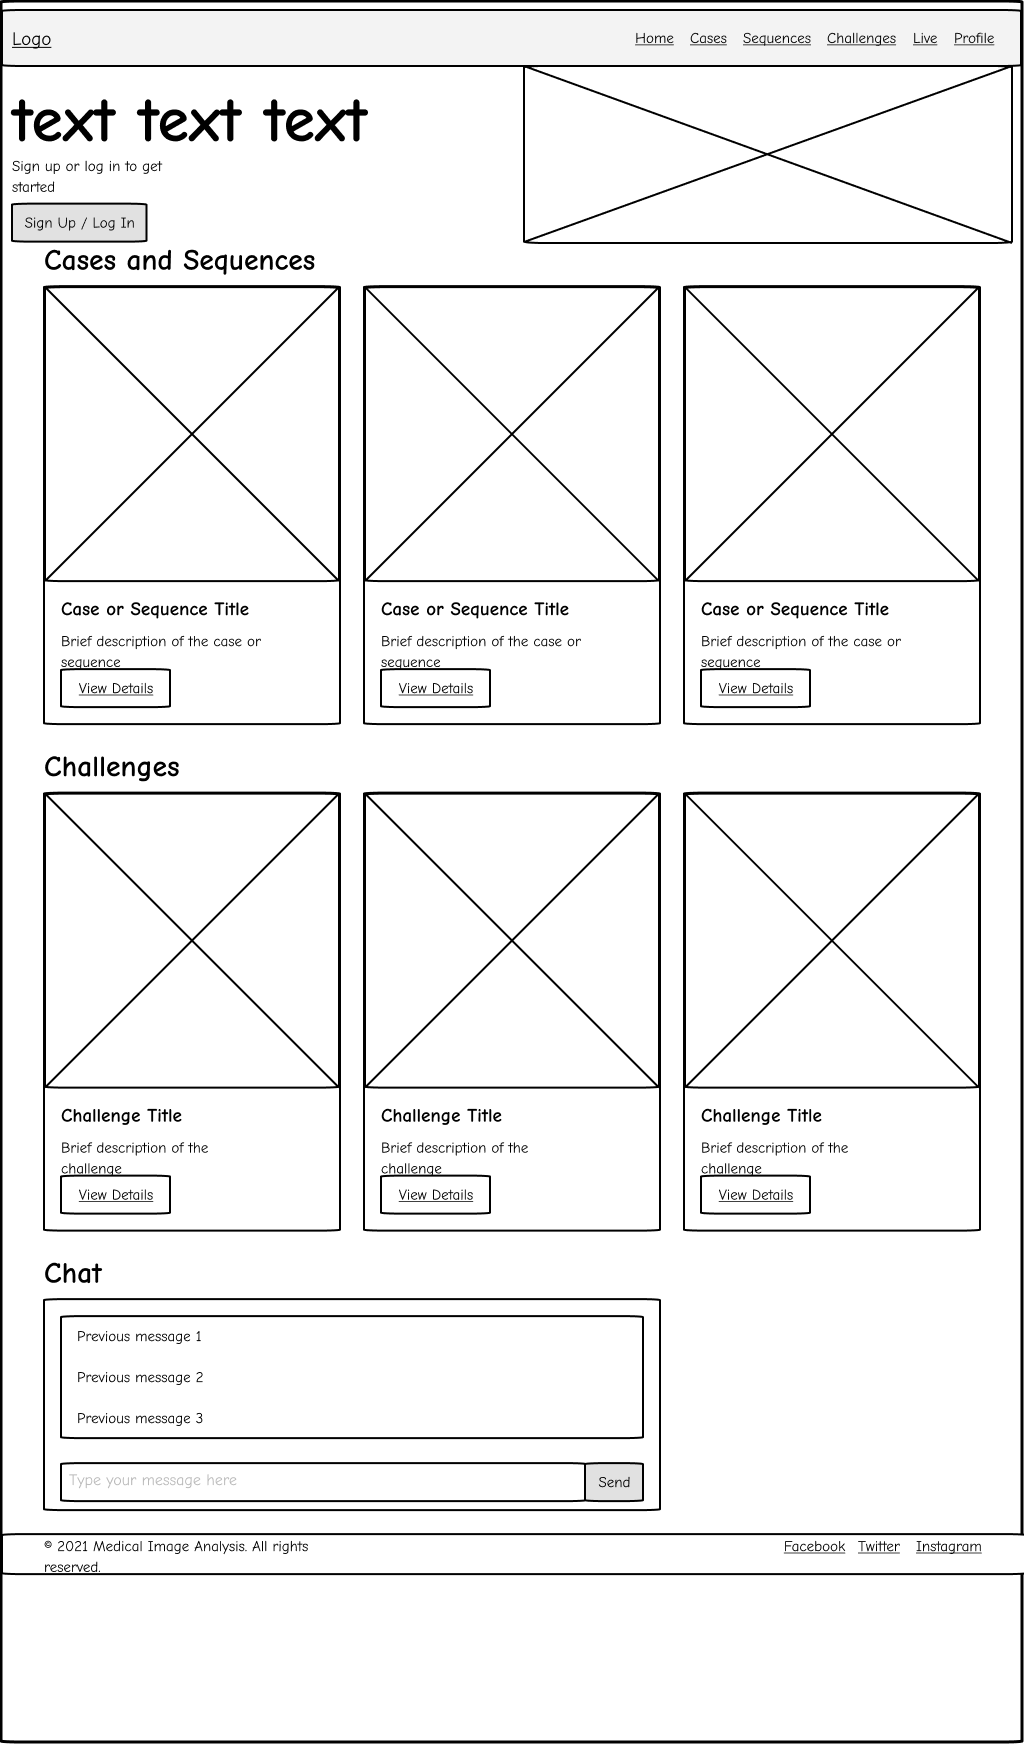 Logo
Home Cases Sequences Challenges Live Profile
text text text
Sign up or log in to get
started
Sign Up / Log In
Cases and Sequences
Case or Sequence Title
Brief description of the case or
sequence
View Details
Case or Sequence Title
Brief description of the case or
sequence
View Details
Case or Sequence Title
Brief description of the case or
sequence
View Details
Challenges
Challenge Title
Brief description of the
challenge
View Details
Challenge Title
Brief description of the
challenge
View Details
Challenge Title
Brief description of the
challenge
View Details
Chat
Previous message 1
Previous message 2
Previous message 3
Type your message here
Send
© 2021 Medical Image Analysis. All rights
reserved.
Facebook Twitter Instagram